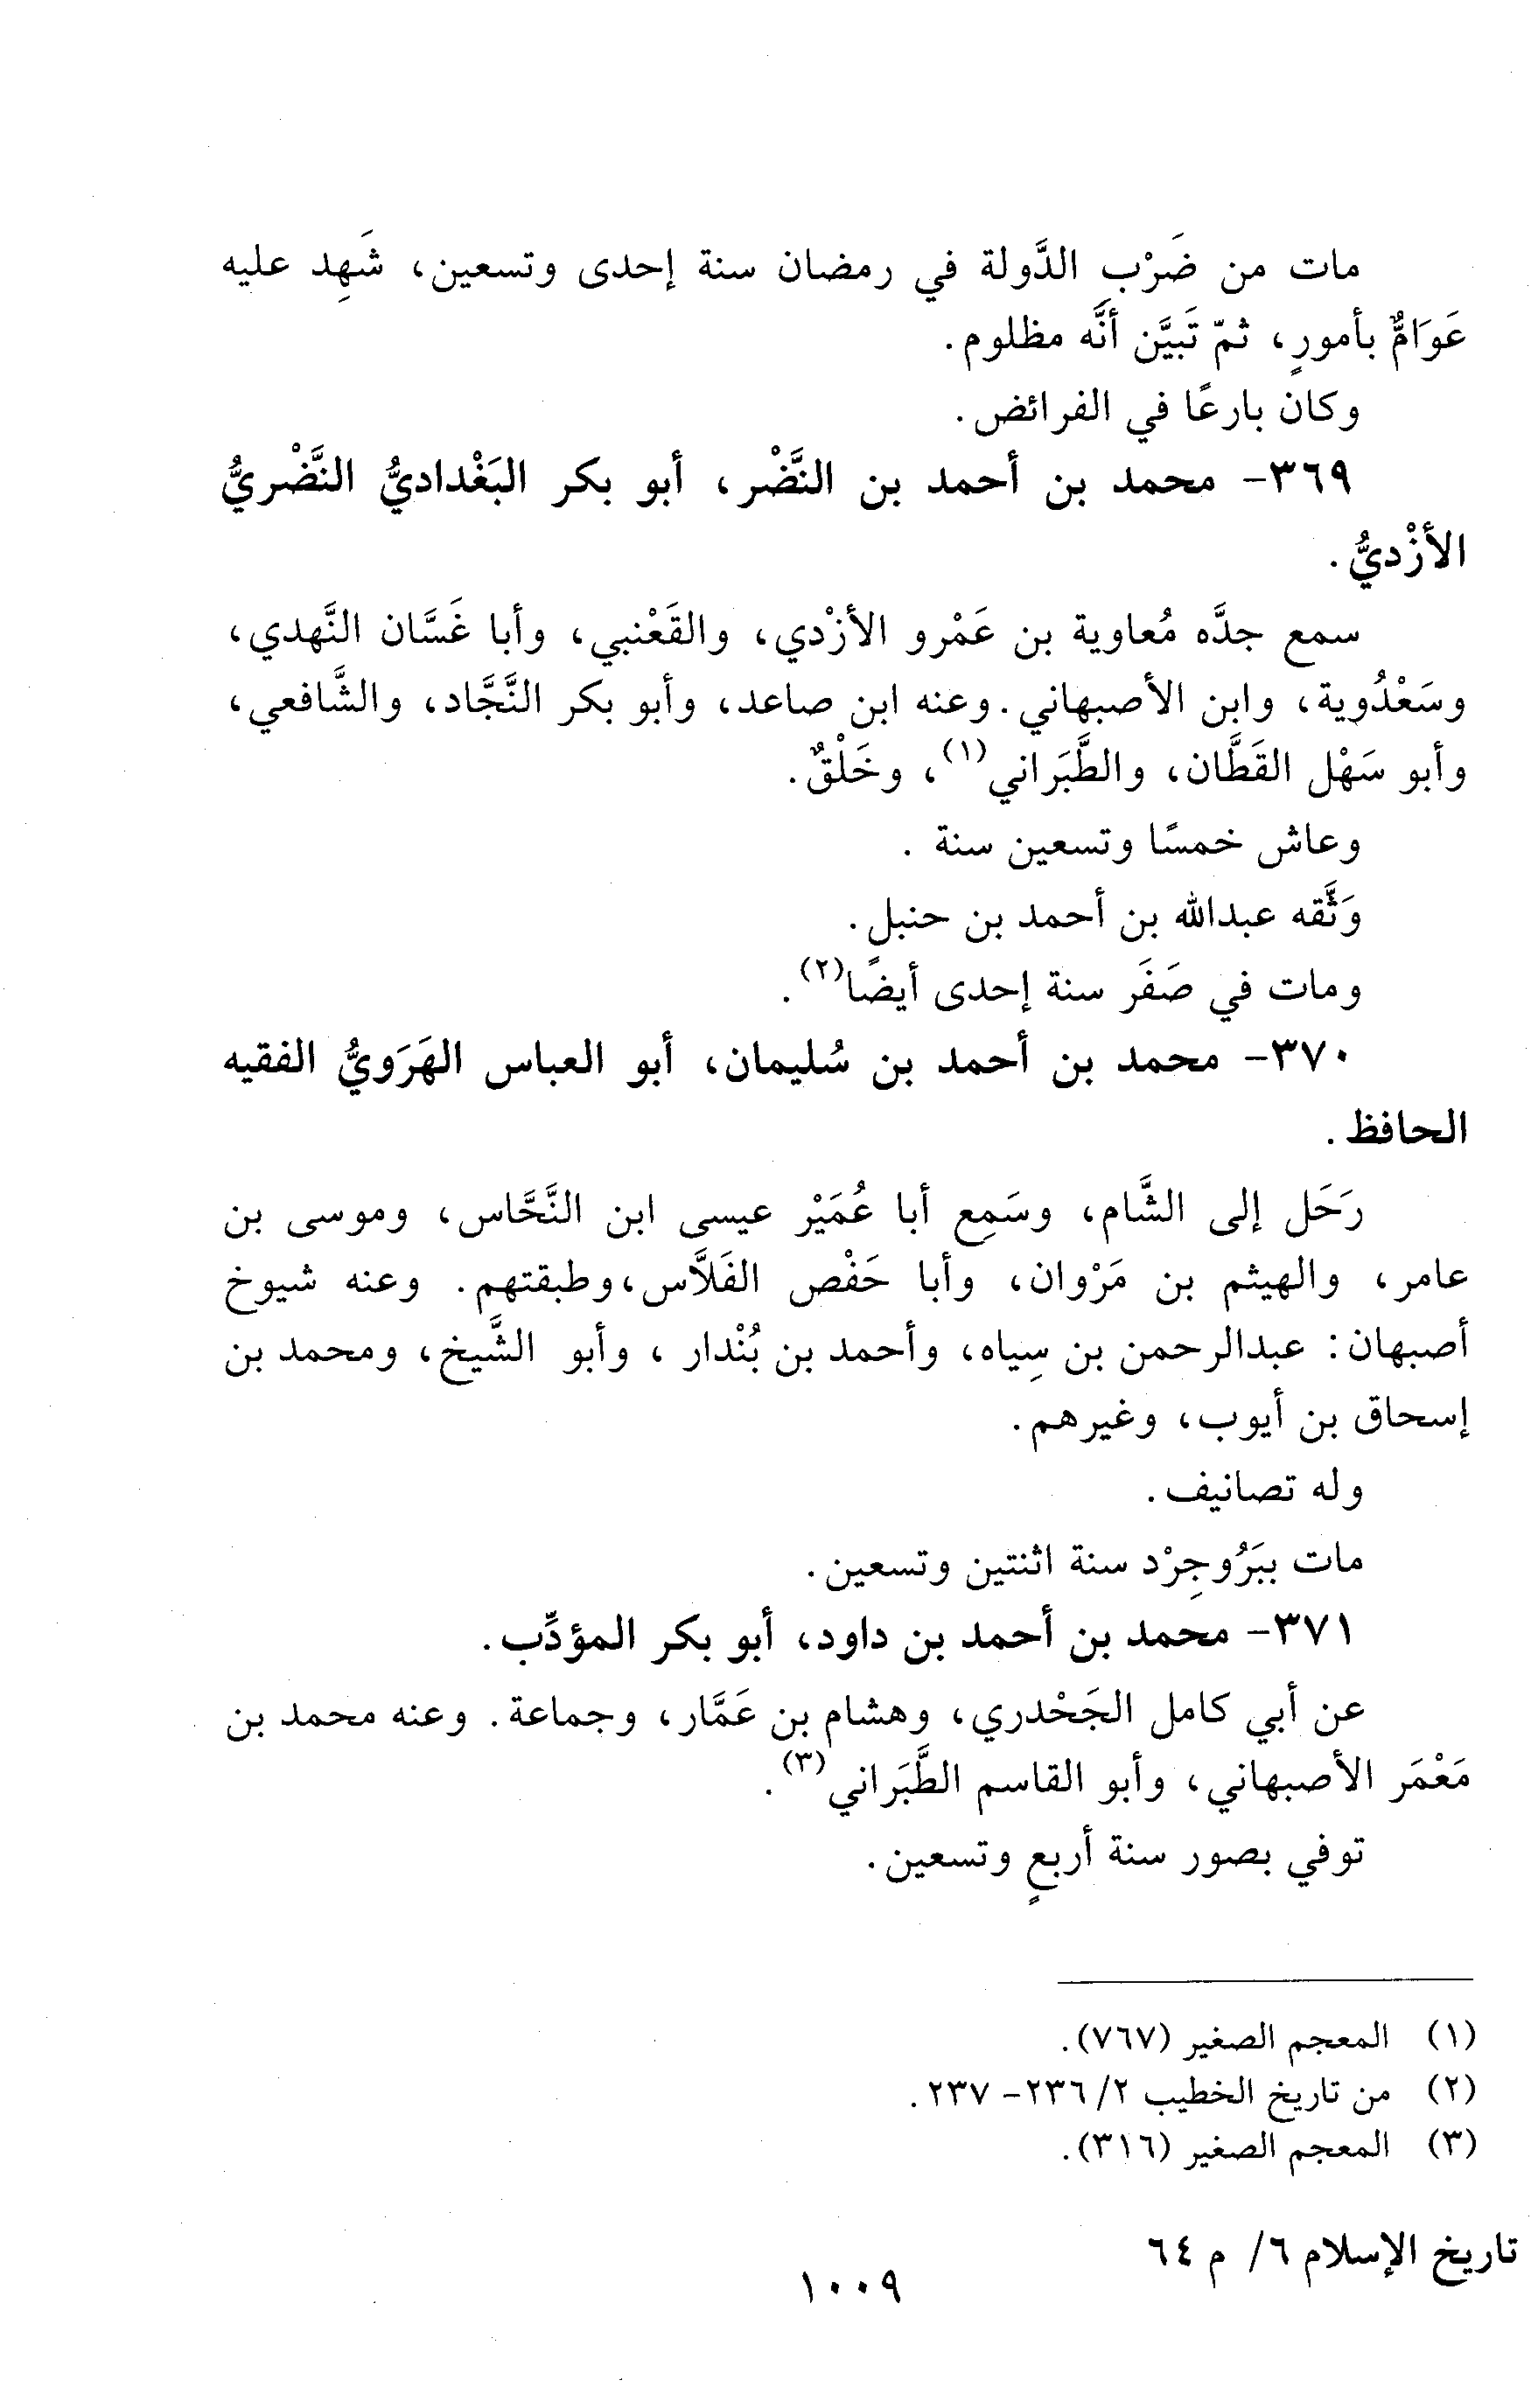 مات من ضَرْبِ الدَّولة في رمضان سنة إحدى وتسعين، شَهِد عليه
عَوَامٌّ بأمورٍ، ثمّ تَبيَّن أنَّه مظلوم.
وكان بارعًا في الفرائض.
٣٦٩- محمد بن أحمد بن النَّضْر، أبو بكر البَغْداديُّ النَّضْريُّ
الأزْديُّ.
سمع جدَّه مُعاوية بن عَمْرو الأزْدي، والقَعْنبي، وأبا غَسَّان النَّهدي،
وسَعْدُوية، وابن الأصبهاني. وعنه ابن صاعد، وأبو بكر النَّجَّاد، والشَّافعي،
وأبو سَهْل القَطَّان، والطَّبَراني(١)، وخَلْقٌ.
وعاش خمسًا وتسعين سنة .
وَثَّقه عبدالله بن أحمد بن حنبلٍ.
ومات في صَفَر سنة إحدى أيضًا(٢).
٣٧٠- محمد بن أحمد بن سُليمان، أبو العباس الهَرَويُّ الفقيه
الحافظ.
رَحَل إلى الشَّام، وسَمِع أبا عُمَيْر عيسى ابن النَّحَّاس، وموسى بن
عامر، والهيثم بن مَرْوان، وأبا حَفْص الفَلاَّس، وطبقتهم. وعنه شيوخ
أصبهان: عبدالرحمن بن سِياه، وأحمد بن بُنْدار ، وأبو الشَّيخ، ومحمد بن
إسحاق بن أيوب، وغيرهم.
وله تصانيف.
مات ببَرُوجِرْد سنة اثنتين وتسعين.
٣٧١- محمد بن أحمد بن داود، أبو بكر المؤدِّب.
عن أبي كامل الجَحْدري، وهشام بن عَمَّار، وجماعة. وعنه محمد بن
مَعْمَر الأصبهاني، وأبو القاسم الطَّبَراني(٣).
توفي بصور سنة أربعٍ وتسعين.
(١) المعجم الصغير (٧٦٧).
(٢) من تاريخ الخطيب ٢/ ٢٣٦- ٢٣٧.
(٣) المعجم الصغير (٣١٦).
تاريخ الإسلام ٦/ م ٦٤
١٠٠٩